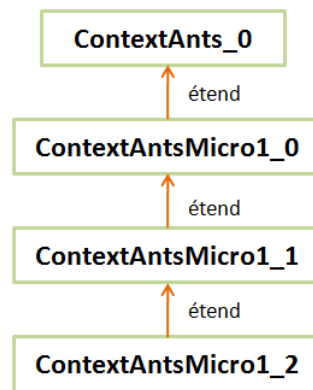 ContextAnts_0
étend
ContextAntsMicro1_0
étend
ContextAntsMicro1_1
étend
ContextAntsMicro1_2